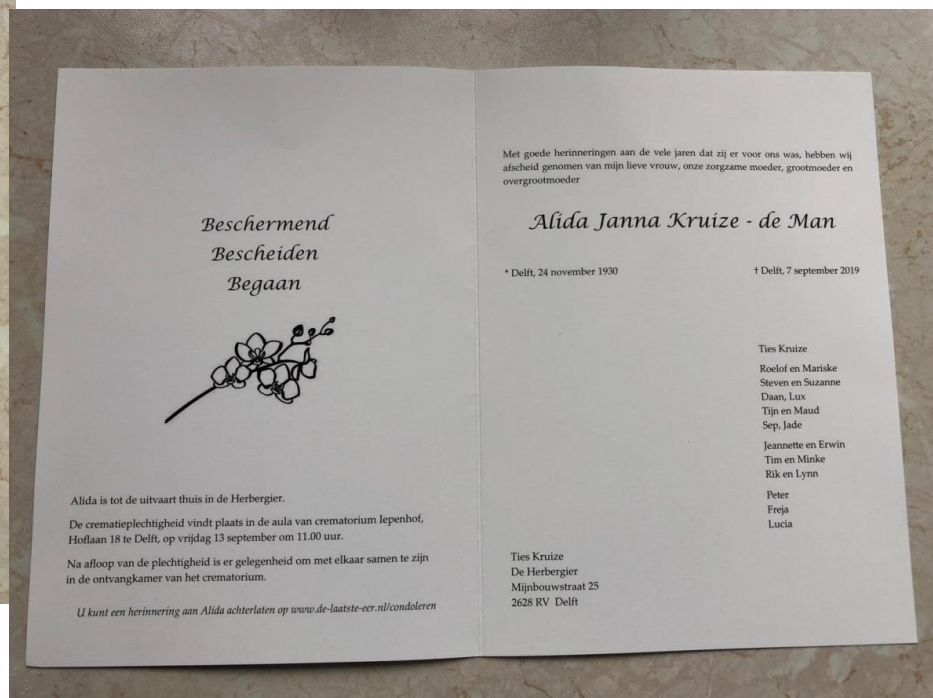 Beschermend
Bescheiden
Begaan
Alida is tot de uitvaart thuis in de Herbergier.
De crematieplechtigheid vindt plaats in de aula van crematorium Iepenhof,
Hoflaan 18 te Delft, op vrijdag 13 september om 11.00 uur.
Na afloop van de plechtigheid is er gelegenheid om met elkaar samen te zijn
in de ontvangkamer van het crematorium.
U kunt een herinnering aan Alida achterlaten op www.de-laatste-eer.nl/condoleren
Met goede herinneringen aan de vele jaren dat zij er voor ons was, hebben wij
afscheid genomen van mijn lieve vrouw, onze zorgzame moeder, grootmoeder en
overgrootmoeder
Alida Janna Kruize - de Man
* Delft, 24 november 1930
† Delft, 7 september 2019
Ties Kruize
Roelof en Mariske
Steven en Suzanne
Daan, Lux
Tijn en Maud
Sep, Jade
Jeannette en Erwin
Tim en Minke
Rik en Lynn
Peter
Freja
Lucia
Ties Kruize
De Herbergier
Mijnbouwstraat 25
2628 RV Delft